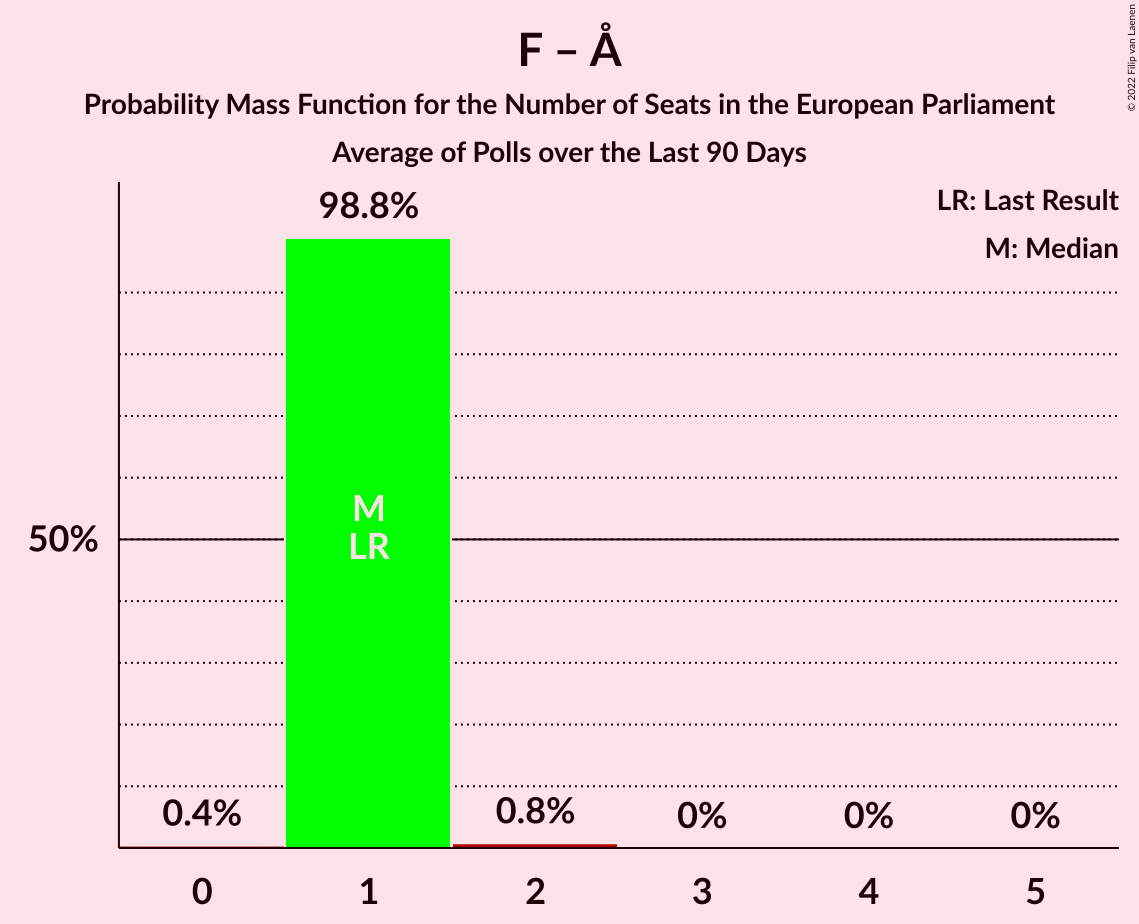 F – Å
Probability Mass Function for the Number of Seats in the European Parliament
Average of Polls over the Last 90 Days
© 2022 Filip van Laenen
LR: Last Result
M: Median
98.8%
M
LR
50%
0.4%
0.8%
0%
0%
0%
0
1
2
3
4
5